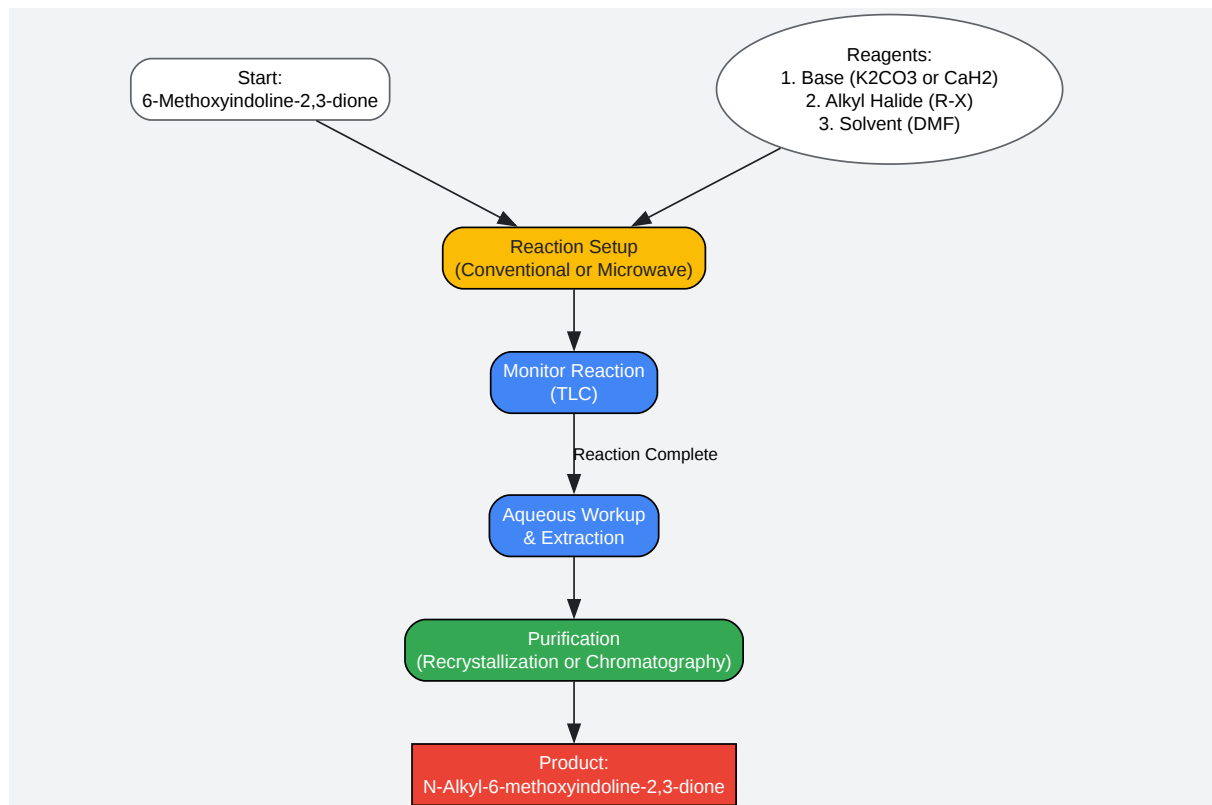 Start:
6-Methoxyindoline-2,3-dione
Reagents:
1. Base (K2CO3 or CaH2)
2. Alkyl Halide (R-X)
3. Solvent (DMF)
Reaction Setup
(Conventional or Microwave)
Monitor Reaction
(TLC)
Reaction Complete
Aqueous Workup
& Extraction
Purification
(Recrystallization or Chromatography)
Product:
N-Alkyl-6-methoxyindoline-2,3-dione